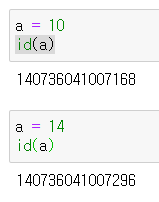 a = 10
id(a)
140736041007168
a = 14
id(a)
140736041007296